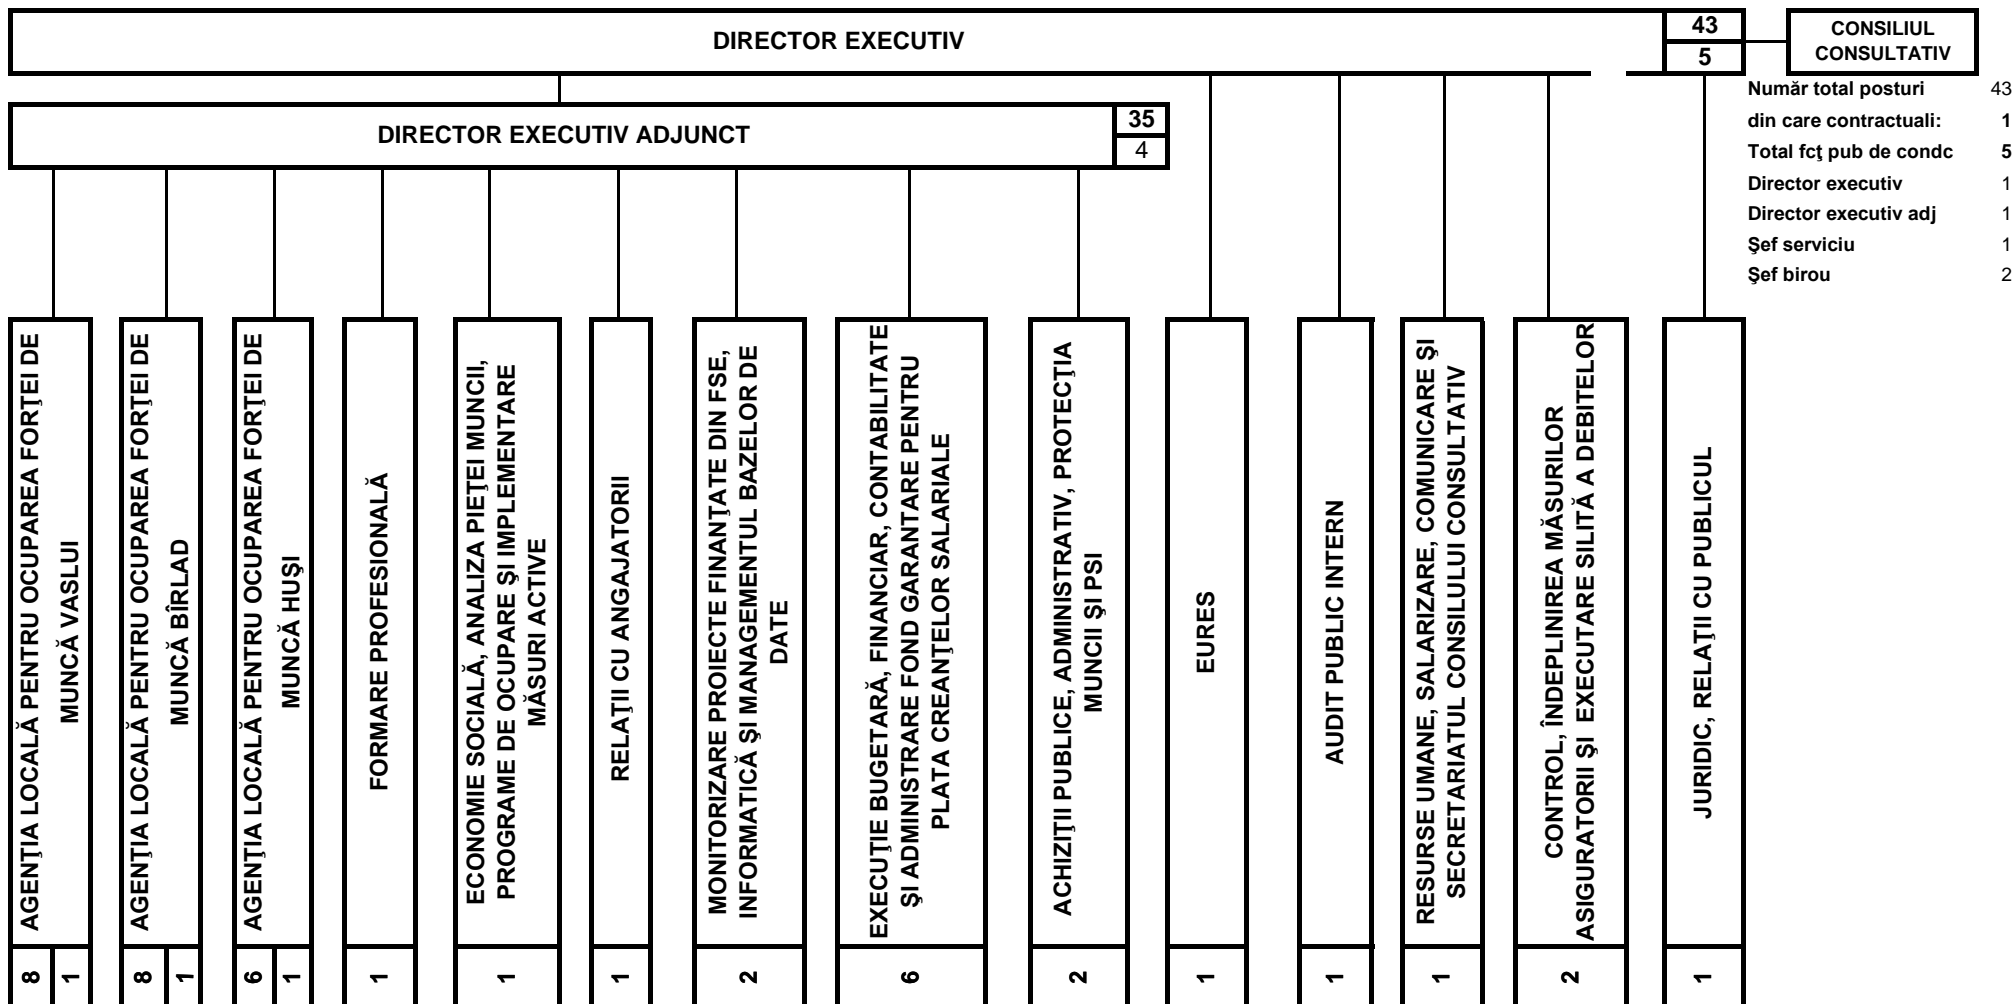 DIRECTOR EXECUTIV
43
5
CONSILIUL
CONSULTATIV
Număr total posturi 43
din care contractuali: 1
Total fcţ pub de condc 5
Director executiv 1
Director executiv adj 1
Şef serviciu 1
Şef birou 2
DIRECTOR EXECUTIV ADJUNCT
35
4
AGENŢIA LOCALĂ PENTRU OCUPAREA FORŢEI DE
MUNCĂ VASLUI
8
1
AGENŢIA LOCALĂ PENTRU OCUPAREA FORŢEI DE
MUNCĂ BÎRLAD
8
1
AGENŢIA LOCALĂ PENTRU OCUPAREA FORŢEI DE
MUNCĂ HUŞI
6
1
FORMARE PROFESIONALĂ
1
ECONOMIE SOCIALĂ, ANALIZA PIEŢEI MUNCII,
PROGRAME DE OCUPARE ŞI IMPLEMENTARE
MĂSURI ACTIVE
1
RELAŢII CU ANGAJATORII
1
MONITORIZARE PROIECTE FINANŢATE DIN FSE,
INFORMATICĂ ŞI MANAGEMENTUL BAZELOR DE
DATE
2
EXECUŢIE BUGETARĂ, FINANCIAR, CONTABILITATE
ŞI ADMINISTRARE FOND GARANTARE PENTRU
PLATA CREANŢELOR SALARIALE
6
ACHIZIŢII PUBLICE, ADMINISTRATIV, PROTECŢIA
MUNCII ŞI PSI
2
EURES
1
AUDIT PUBLIC INTERN
1
RESURSE UMANE, SALARIZARE, COMUNICARE ŞI
SECRETARIATUL CONSILULUI CONSULTATIV
1
CONTROL, ÎNDEPLINIREA MĂSURILOR
ASIGURATORII ŞI EXECUTARE SILITĂ A DEBITELOR
2
JURIDIC, RELAŢII CU PUBLICUL
1